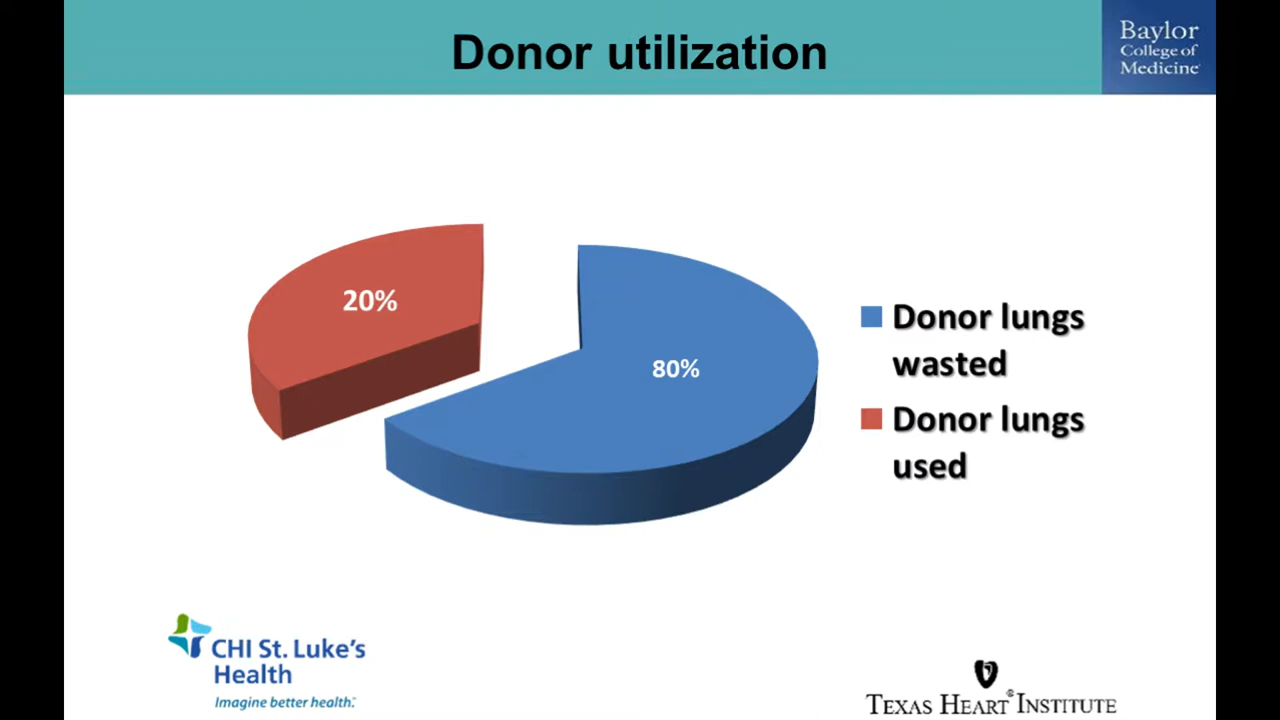 Donor utilization
Baylor
College of
Medicine
20%
80%
Donor lungs
wasted
Donor lungs
used
CHI St. Luke's
Health
Imagine better health.™
TEXAS HEART® INSTITUTE